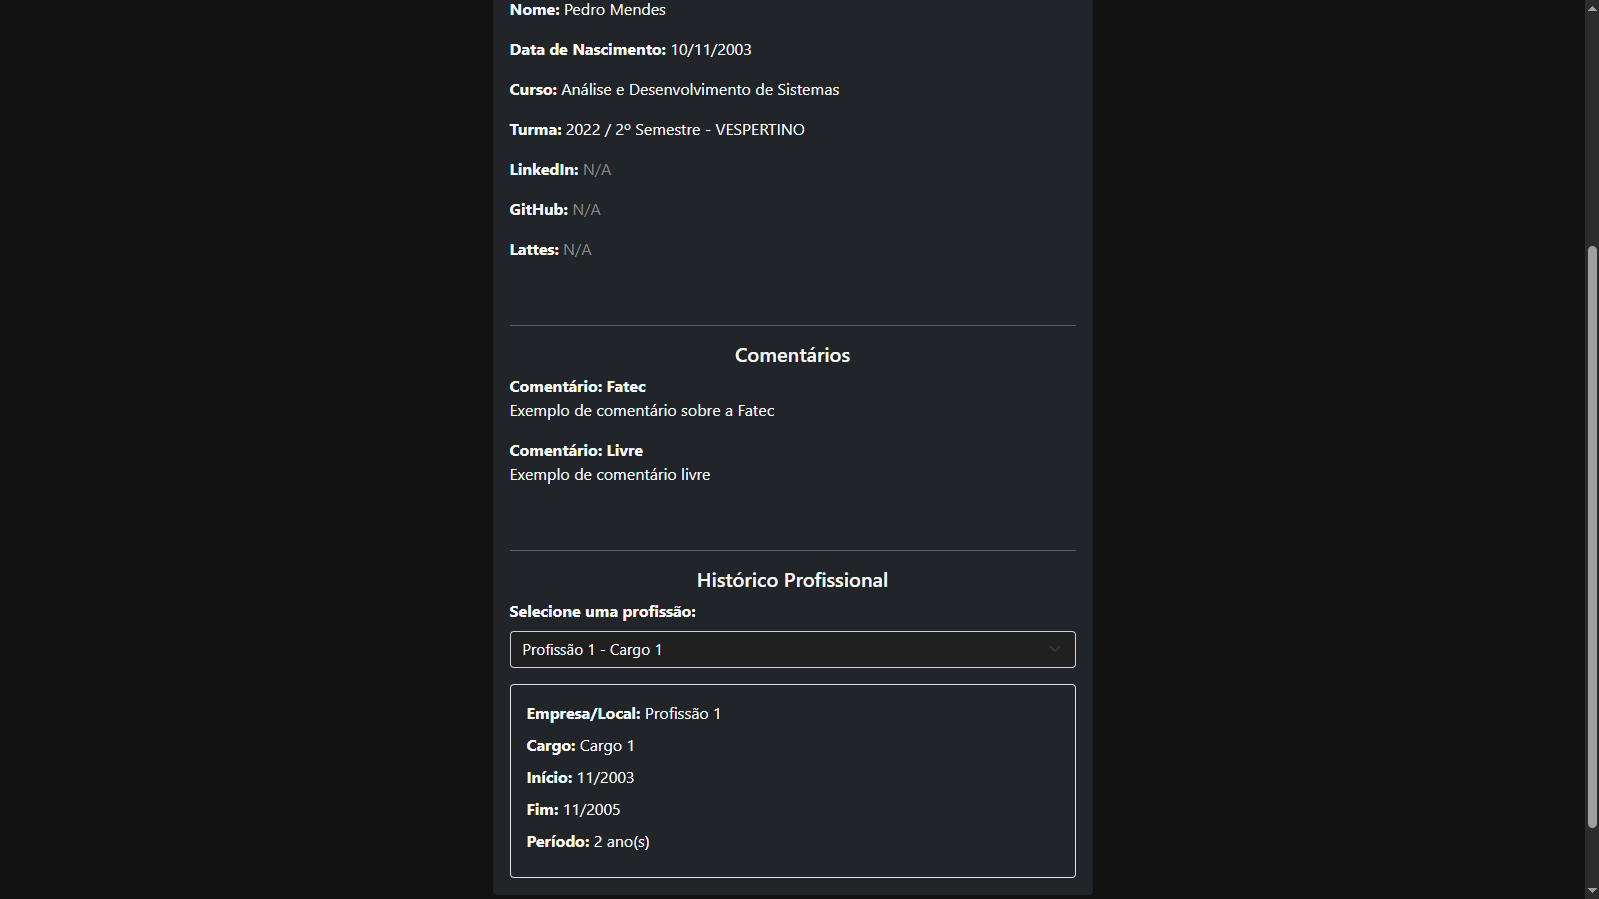 Nome: Pedro Mendes
Data de Nascimento: 10/11/2003
Curso: Análise e Desenvolvimento de Sistemas
Turma: 2022 / 2º Semestre - VESPERTINO
LinkedIn: N/A
GitHub: N/A
Lattes: N/A
Comentários
Comentário: Fatec
Exemplo de comentário sobre a Fatec
Comentário: Livre
Exemplo de comentário livre
Histórico Profissional
Selecione uma profissão:
Profissão 1 - Cargo 1
Empresa/Local: Profissão 1
Cargo: Cargo 1
Início: 11/2003
Fim: 11/2005
Período: 2 ano(s)